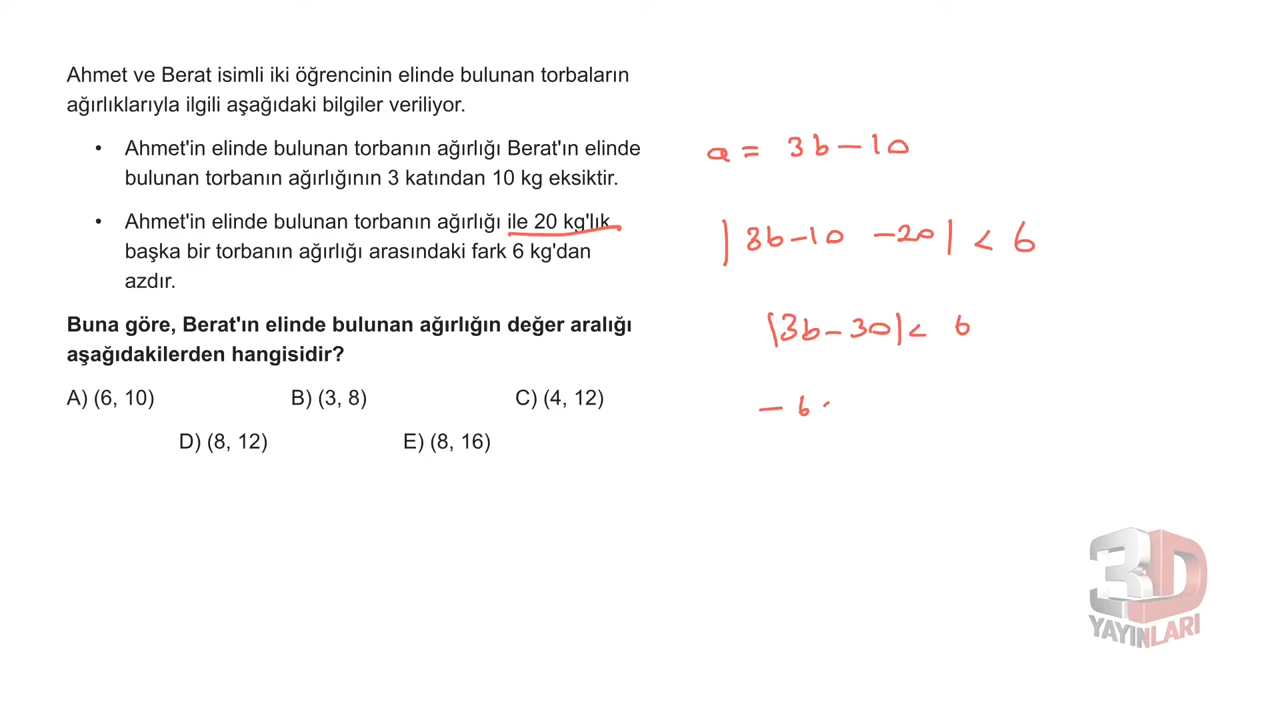 Ahmet ve Berat isimli iki öğrencinin elinde bulunan torbaların
ağırlıklarıyla ilgili aşağıdaki bilgiler veriliyor.
• Ahmet'in elinde bulunan torbanın ağırlığı Berat'ın elinde
bulunan torbanın ağırlığının 3 katından 10 kg eksiktir.
• Ahmet'in elinde bulunan torbanın ağırlığı ile 20 kg'lık
başka bir torbanın ağırlığı arasındaki fark 6 kg'dan
azdır.
Buna göre, Berat'ın elinde bulunan ağırlığın değer aralığı
aşağıdakilerden hangisidir?
A) (6, 10) B) (3, 8) C) (4, 12)
D) (8, 12) E) (8, 16)
a = 3b - 10
|3b - 10 - 20| < 6
|3b - 30| < 6
- 6
3D
YAYINLARI